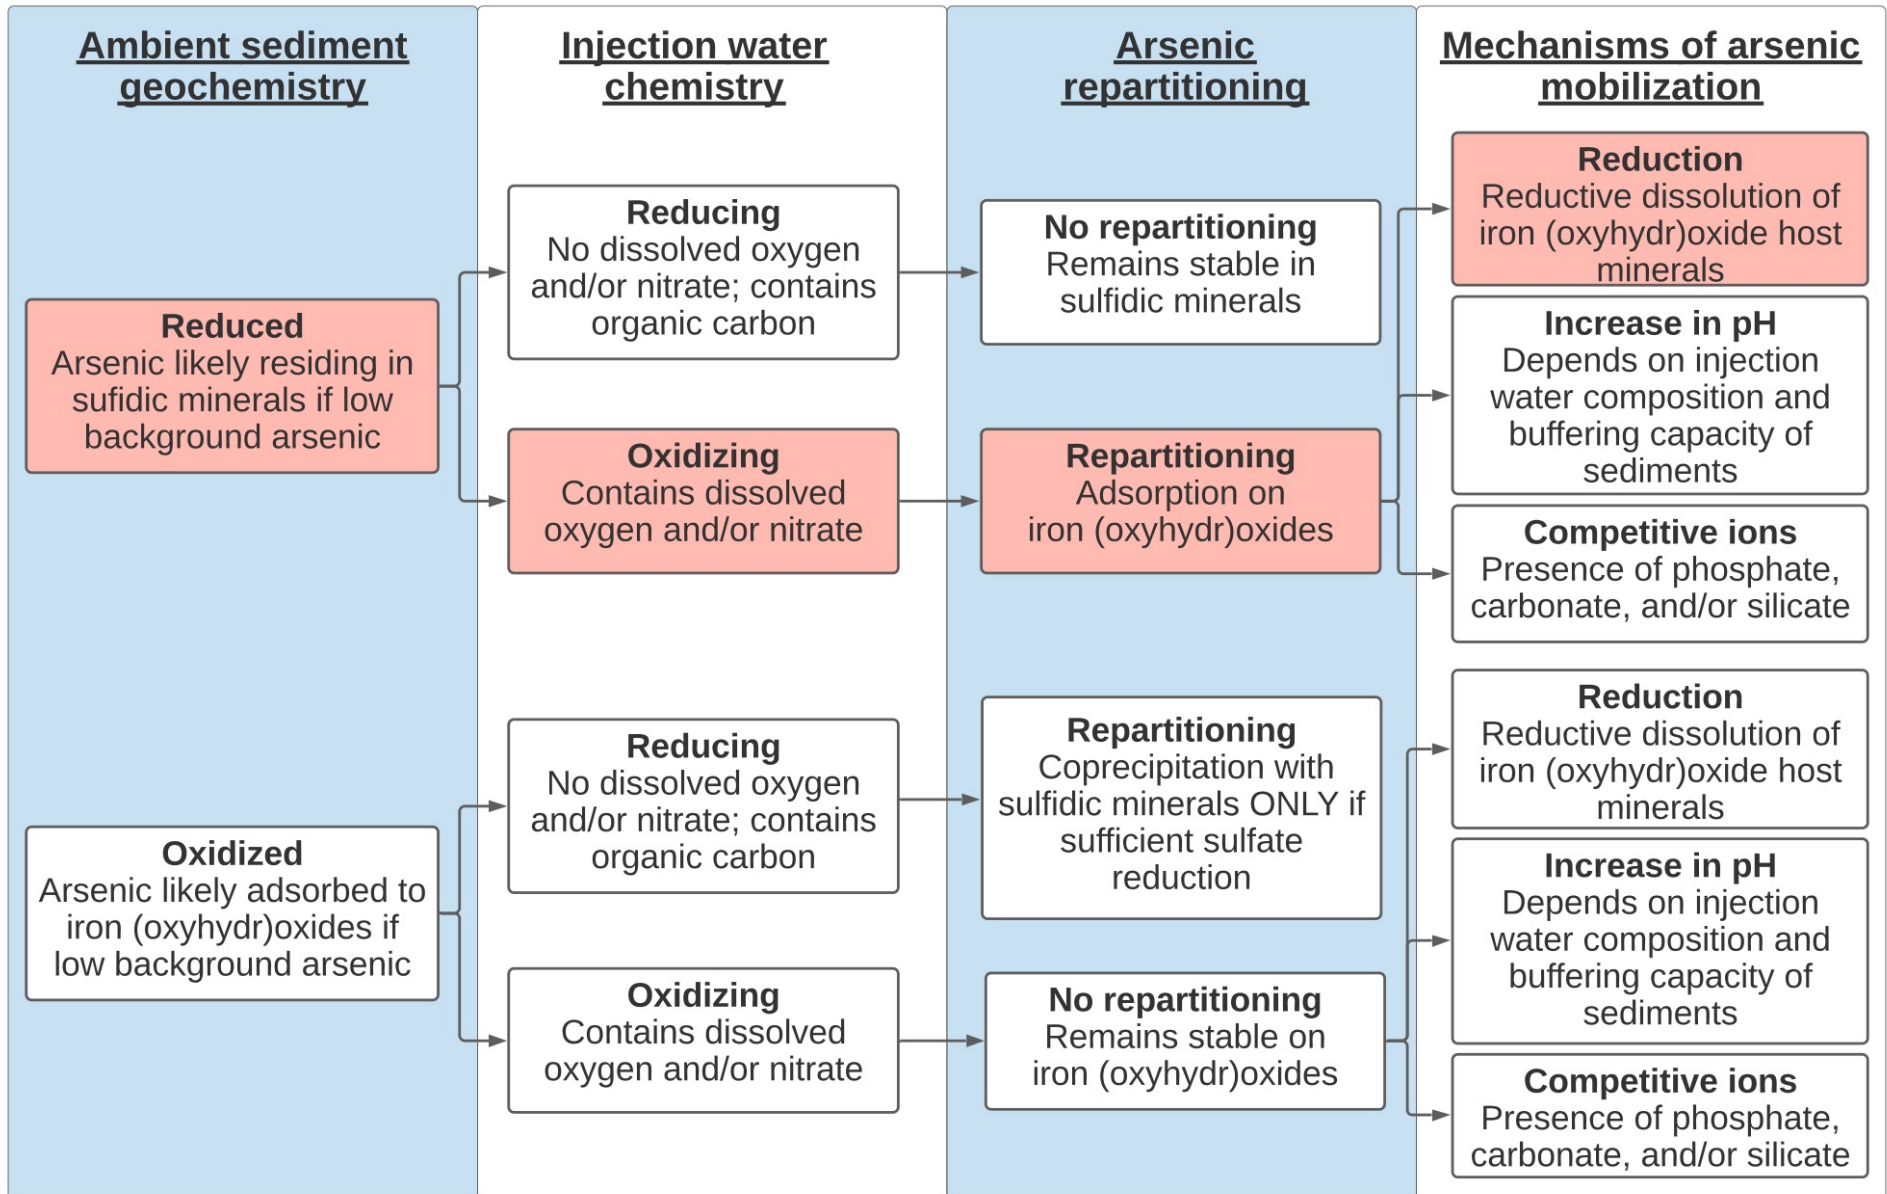 Ambient sediment
geochemistry
Injection water
chemistry
Arsenic
repartitioning
Mechanisms of arsenic
mobilization
Reduced
Arsenic likely residing in
sufidic minerals if low
background arsenic
Oxidized
Arsenic likely adsorbed to
iron (oxyhydr)oxides if
low background arsenic
Reducing
No dissolved oxygen
and/or nitrate; contains
organic carbon
Oxidizing
Contains dissolved
oxygen and/or nitrate
Reducing
No dissolved oxygen
and/or nitrate; contains
organic carbon
Oxidizing
Contains dissolved
oxygen and/or nitrate
No repartitioning
Remains stable in
sulfidic minerals
Repartitioning
Adsorption on
iron (oxyhydr)oxides
Repartitioning
Coprecipitation with
sulfidic minerals ONLY if
sufficient sulfate
reduction
No repartitioning
Remains stable on
iron (oxyhydr)oxides
Reduction
Reductive dissolution of
iron (oxyhydr)oxide host
minerals
Increase in pH
Depends on injection
water composition and
buffering capacity of
sediments
Competitive ions
Presence of phosphate,
carbonate, and/or silicate
Reduction
Reductive dissolution of
iron (oxyhydr)oxide host
minerals
Increase in pH
Depends on injection
water composition and
buffering capacity of
sediments
Competitive ions
Presence of phosphate,
carbonate, and/or silicate